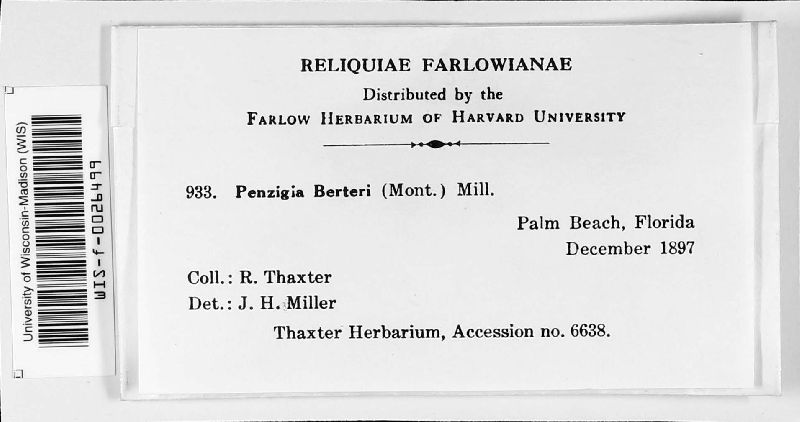 RELIQUIAE FARLOWIANAE
Distributed by the
FARLOW HERBARIUM OF HARVARD UNIVERSITY
933. Penzigia Berteri (Mont.) Mill.
Palm Beach, Florida
December 1897
Coll.: R. Thaxter
Det.: J. H. Miller
Thaxter Herbarium, Accession no. 6638.
University of Wisconsin-Madison (WIS)
WIS-f-0026499